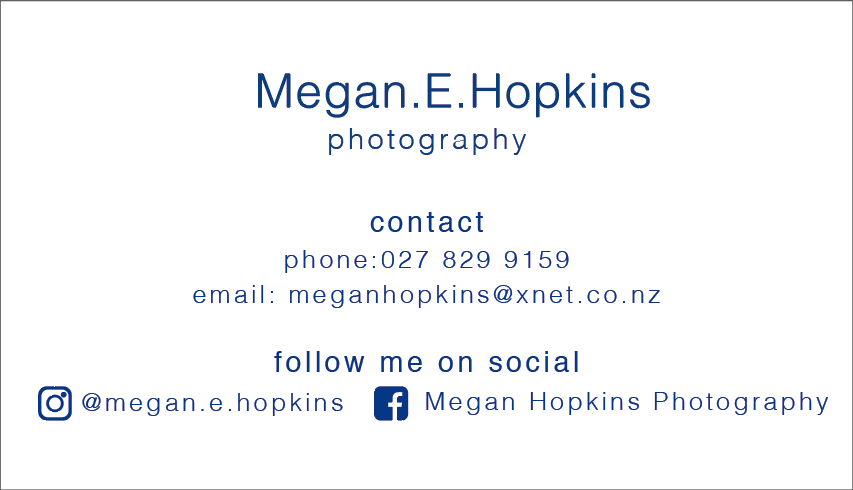 Megan.E.Hopkins
photography
contact
phone:027 829 9159
email: meganhopkins@xnet.co.nz
follow me on social
@megan.e.hopkins Megan Hopkins Photography